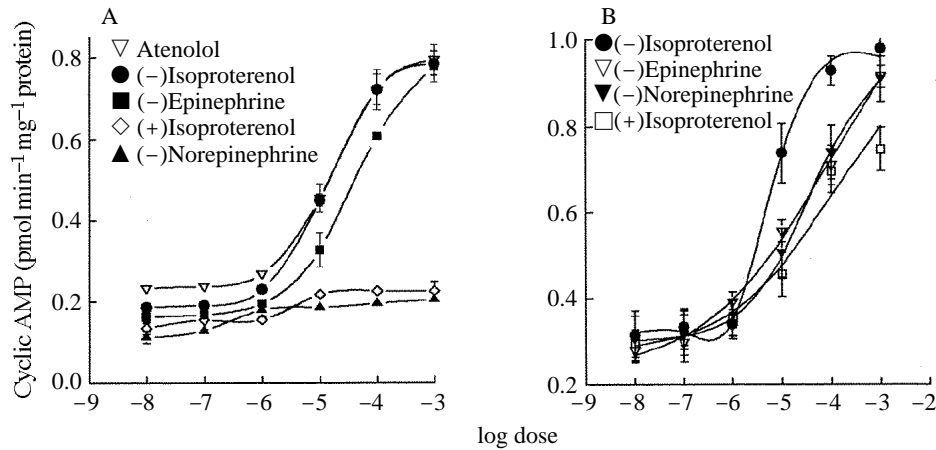 A
▽ Atenolol
● (−)Isoproterenol
■ (−)Epinephrine
◇ (+)Isoproterenol
▲ (−)Norepinephrine
Cyclic AMP (pmol min⁻¹ mg⁻¹ protein)
0.8
0.6
0.4
0.2
0.0
−9 −8 −7 −6 −5 −4 −3
B
● (−)Isoproterenol
▽ (−)Epinephrine
▼ (−)Norepinephrine
□ (+)Isoproterenol
1.0
0.8
0.6
0.4
0.2
−9 −8 −7 −6 −5 −4 −3 −2
log dose